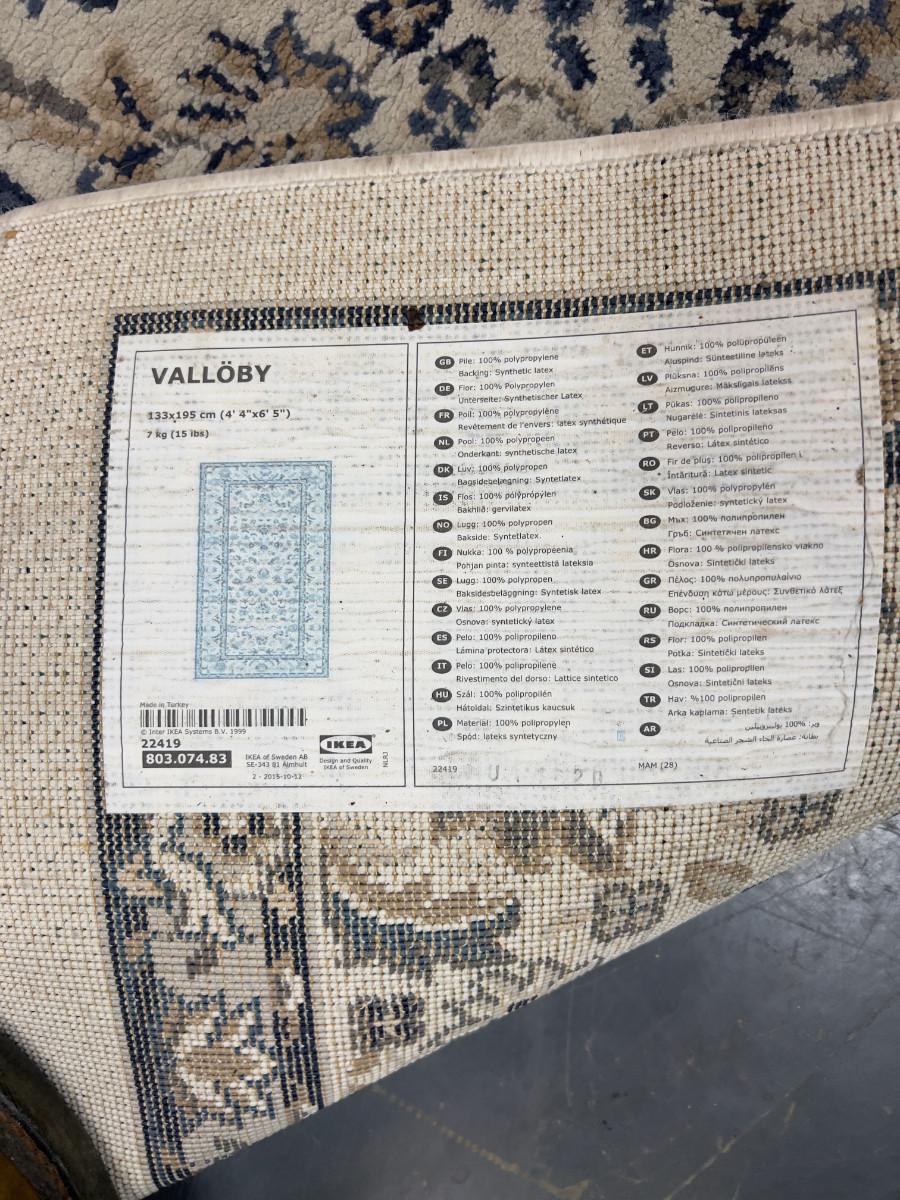 VALLÖBY
133x195 cm (4' 4"x6' 5")
7 kg (15 lbs)
Made in Turkey
© Inter IKEA Systems B.V. 1999
22419
803.074.83
IKEA of Sweden AB
SE-343 81 Älmhult
2 - 2015-10-12
IKEA
Design and Quality
IKEA of Sweden
GB Pile: 100% polypropylene
Backing: Synthetic latex
DE Flor: 100% Polypropylen
Unterseite: Synthetischer Latex
FR Poil: 100% polypropylène
Revêtement de l'envers: latex synthétique
NL Pool: 100% polypropeen
Onderkant: synthetische latex
DK Luv: 100% polypropen
Bagsidebelægning: Syntetlatex
IS Flos: 100% pólýprópýlen
Bakhlið: gervilatex
NO Lugg: 100% polypropen
Bakside: Syntetlatex.
FI Nukka: 100 % polypropeenia
Pohjan pinta: synteettistä lateksia
SE Lugg: 100% polypropen
Baksidesbeläggning: Syntetisk latex
CZ Vlas: 100% polypropylene
Osnova: syntetický latex
ES Pelo: 100% polipropileno
Lámina protectora: Látex sintético
IT Pelo: 100% polipropilene
Rivestimento del dorso: Lattice sintetico
HU Szál: 100% polipropilén
Hátoldal: Szintetikus kaucsuk
PL Materiał: 100% polypropylen
Spód: lateks syntetyczny
22419
ET Hunnik: 100% polüpropüleen
Aluspind: Sünteetiline lateks
LV Plūksna: 100% polipropilēns
Aizmugure: Mākslīgais latekss
LT Pūkas: 100% polipropileno
Nugarėlė: Sintetinis lateksas
PT Pelo: 100% polipropileno
Reverso: Látex sintético
RO Fir de pluş: 100% polipropilen
Întăritură: Latex sintetic
SK Vlas: 100% polypropylén
Podloženie: syntetický latex
BG Мъх: 100% полипропилен
Гръб: Синтетичен латекс
HR Flora: 100 % polipropilensko vlakno
Osnova: Sintetički lateks
GR Πέλος: 100% πολυπροπυλαίνιο
Επένδυση κάτω μέρους: Συνθετικό λάτεξ
RU Ворс: 100% полипропилен
Подкладка: Синтетический латекс
RS Flor: 100% polipropilen
Potka: Sintetički lateks
SI Las: 100% polipropilen
Osnova: Sintetični lateks
TR Hav: %100 polipropilen
Arka kaplama: Sentetik lateks
AR وبر: 100% بوليبروبيلين
بطانة: عصارة لحاء الشجر الصناعية
MAM (28)